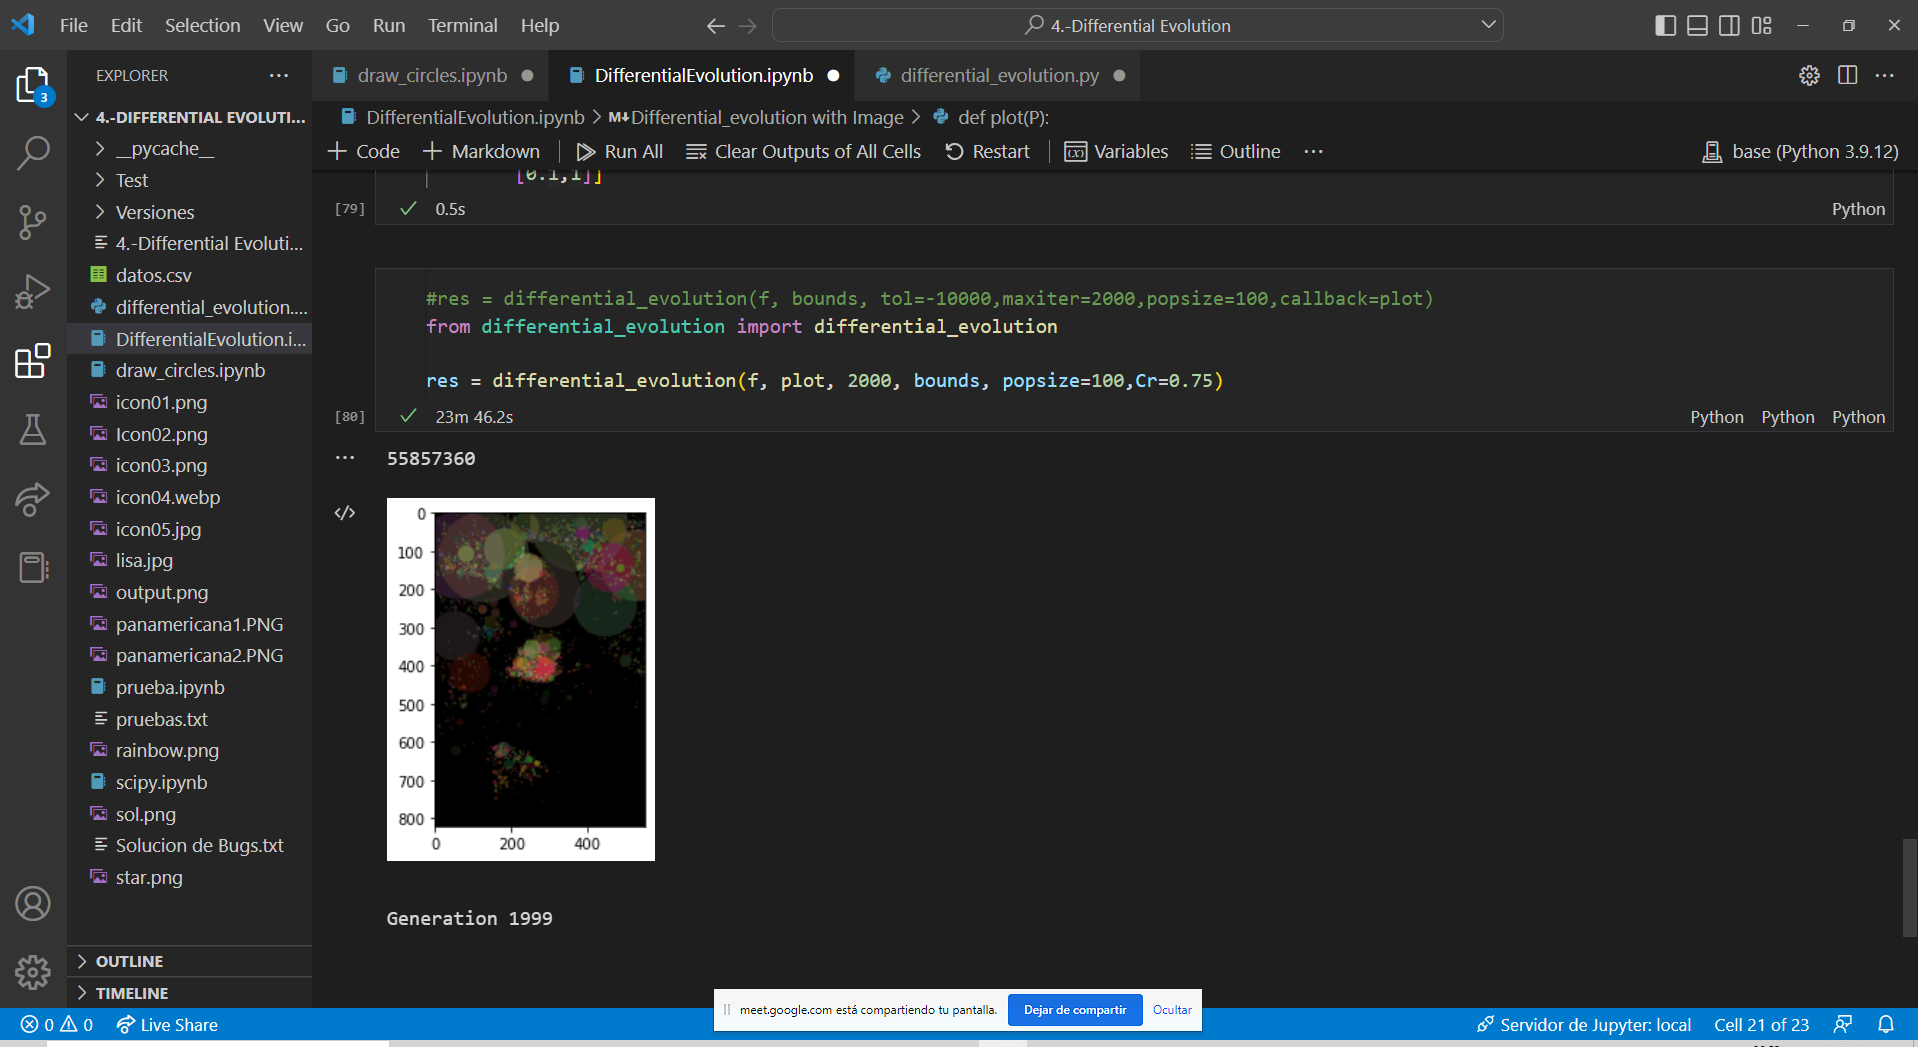 File Edit Selection View Go Run Terminal Help
4.-Differential Evolution
EXPLORER
draw_circles.ipynb
DifferentialEvolution.ipynb
differential_evolution.py
4.-DIFFERENTIAL EVOLUTI...
__pycache__
Test
Versiones
4.-Differential Evoluti...
datos.csv
differential_evolution....
DifferentialEvolution.i...
draw_circles.ipynb
icon01.png
Icon02.png
icon03.png
icon04.webp
icon05.jpg
lisa.jpg
output.png
panamericana1.PNG
panamericana2.PNG
prueba.ipynb
pruebas.txt
rainbow.png
scipy.ipynb
sol.png
Solucion de Bugs.txt
star.png
OUTLINE
TIMELINE
3
DifferentialEvolution.ipynb > M↓ Differential_evolution with Image > def plot(P):
+ Code + Markdown Run All Clear Outputs of All Cells Restart Variables Outline ...
base (Python 3.9.12)
[0.1,1]]
[79] ✓ 0.5s Python
#res = differential_evolution(f, bounds, tol=-10000,maxiter=2000,popsize=100,callback=plot)
from differential_evolution import differential_evolution
res = differential_evolution(f, plot, 2000, bounds, popsize=100,Cr=0.75)
[80] ✓ 23m 46.2s Python Python Python
55857360
0
100
200
300
400
500
600
700
800
0 200 400
Generation 1999
meet.google.com está compartiendo tu pantalla. Dejar de compartir Ocultar
0 0 Live Share
Servidor de Jupyter: local Cell 21 of 23